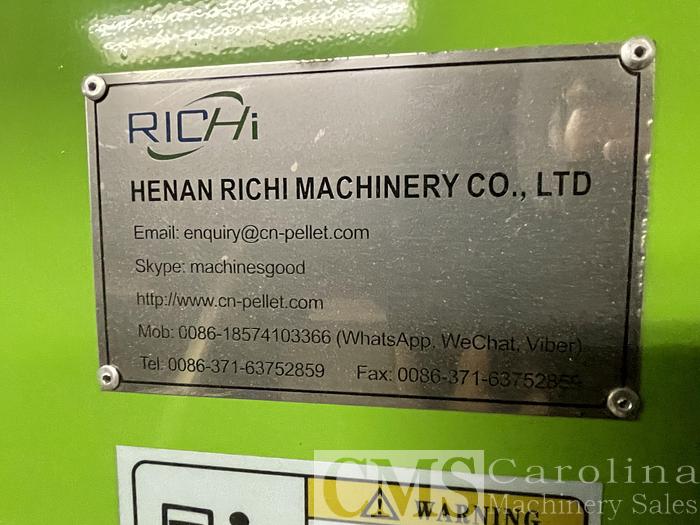 RICHi
HENAN RICHI MACHINERY CO., LTD
Email: enquiry@cn-pellet.com
Skype: machinesgood
http://www.cn-pellet.com
Mob: 0086-18574103366 (WhatsApp, WeChat, Viber)
Tel: 0086-371-63752859 Fax: 0086-371-63752859
WARNING
CMS Carolina
Machinery Sales